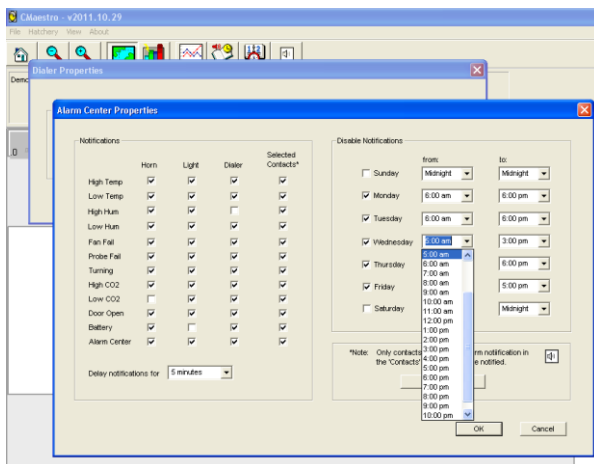 CMaestro - v2011.10.29
File Hatchery View About
Dialer Properties
Demo
Alarm Center Properties
Notifications
Horn Light Dialer Selected Contacts*
High Temp
Low Temp
High Hum
Low Hum
Fan Fail
Probe Fail
Turning
High CO2
Low CO2
Door Open
Battery
Alarm Center
Delay notifications for 5 minutes
Disable Notifications
from: to:
Sunday Midnight Midnight
Monday 6:00 am 6:00 pm
Tuesday 6:00 am 6:00 pm
Wednesday 5:00 am 3:00 pm
Thursday 6:00 pm
Friday 5:00 pm
Saturday Midnight
5:00 am
6:00 am
7:00 am
8:00 am
9:00 am
10:00 am
11:00 am
12:00 pm
1:00 pm
2:00 pm
3:00 pm
4:00 pm
5:00 pm
6:00 pm
7:00 pm
8:00 pm
9:00 pm
10:00 pm
*Note: Only contacts rm notification in
the 'Contacts' e notified.
OK Cancel